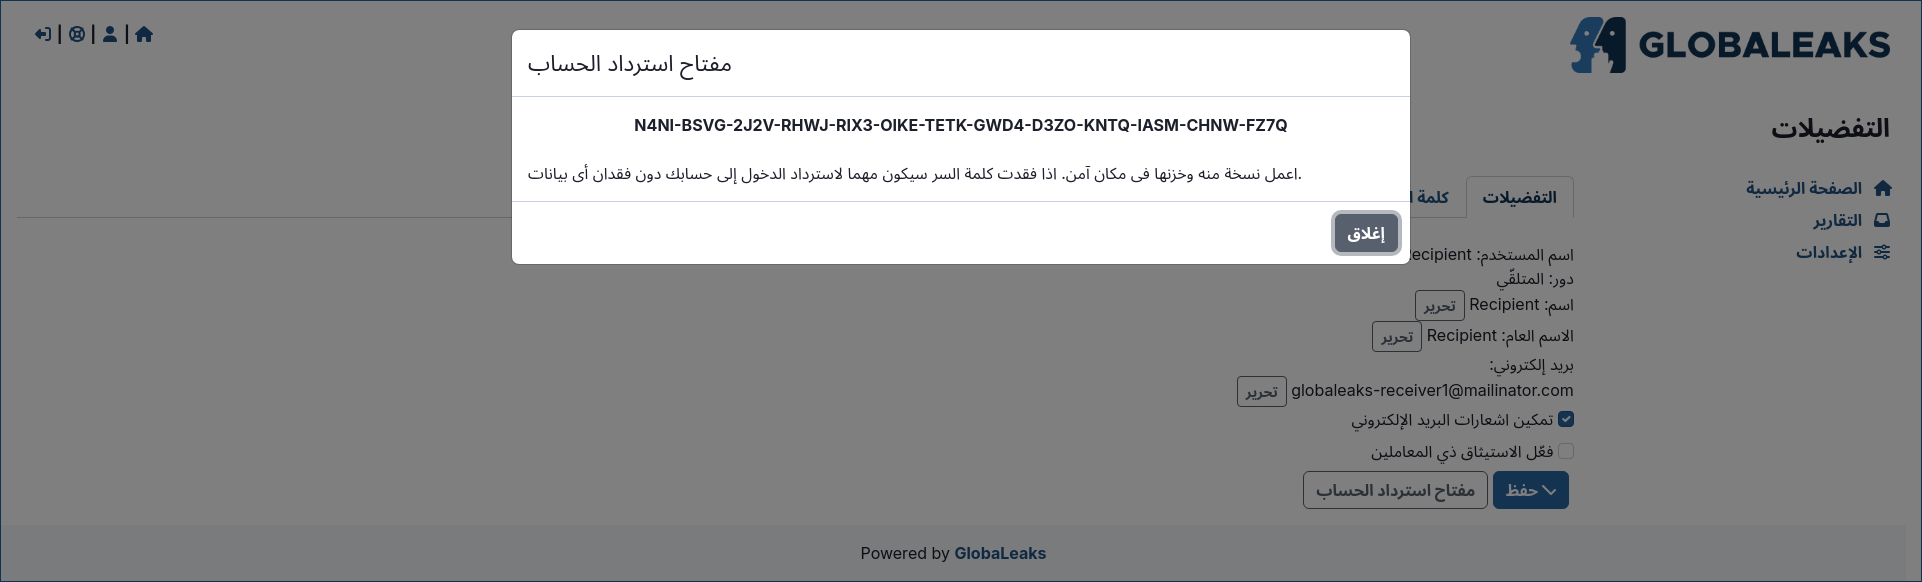 GLOBALEAKS
مفتاح استرداد الحساب
N4NI-BSVG-2J2V-RHWJ-RIX3-OIKE-TETK-GWD4-D3ZO-KNTQ-IASM-CHNW-FZ7Q
اعمل نسخة منه وخزنها فى مكان آمن. اذا فقدت كلمة السر سيكون مهما لاسترداد الدخول إلى حسابك دون فقدان أى بيانات.
إغلاق
التفضيلات
الصفحة الرئيسية
التقارير
الإعدادات
التفضيلات
كلمة
اسم المستخدم:
دور: المتلقّي
اسم: Recipient تحرير
الاسم العام: Recipient تحرير
بريد إلكتروني:
globaleaks-receiver1@mailinator.com تحرير
تمكين اشعارات البريد الإلكتروني
فعّل الاستيثاق ذي المعاملين
حفظ مفتاح استرداد الحساب
Powered by GlobaLeaks